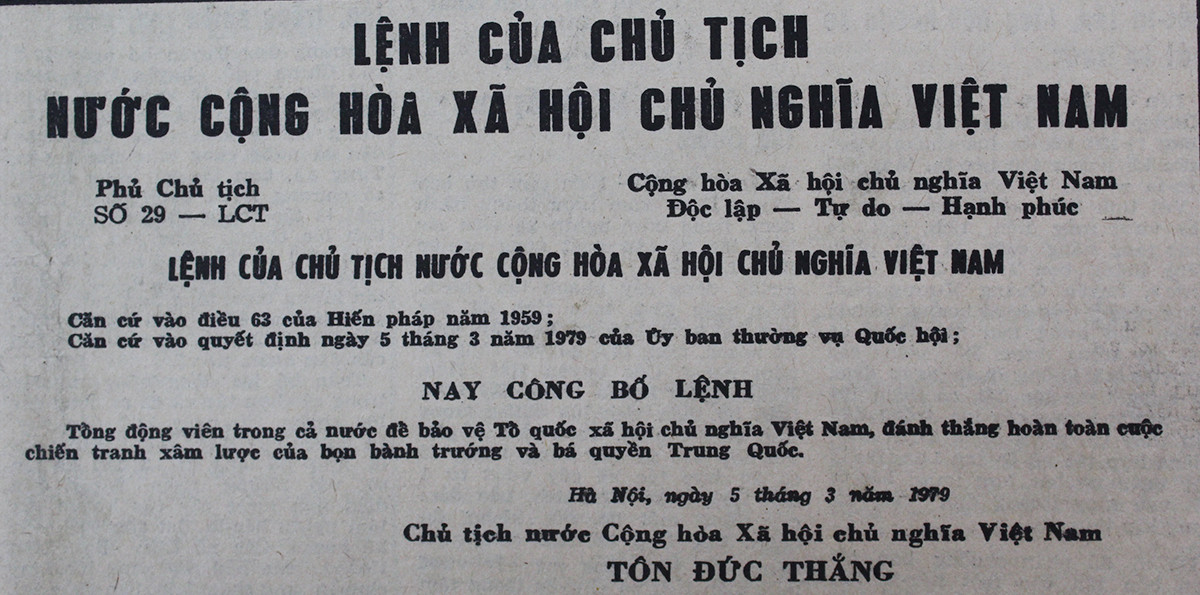 LỆNH CỦA CHỦ TỊCH
NƯỚC CỘNG HÒA XÃ HỘI CHỦ NGHĨA VIỆT NAM
Phủ Chủ tịch
SỐ 29 — LCT
Cộng hòa Xã hội chủ nghĩa Việt Nam
Độc lập — Tự do — Hạnh phúc
LỆNH CỦA CHỦ TỊCH NƯỚC CỘNG HÒA XÃ HỘI CHỦ NGHĨA VIỆT NAM
Căn cứ vào điều 63 của Hiến pháp năm 1959;
Căn cứ vào quyết định ngày 5 tháng 3 năm 1979 của Ủy ban thường vụ Quốc hội;
NAY CÔNG BỐ LỆNH
Tổng động viên trong cả nước để bảo vệ Tổ quốc xã hội chủ nghĩa Việt Nam, đánh thắng hoàn toàn cuộc
chiến tranh xâm lược của bọn bành trướng và bá quyền Trung Quốc.
Hà Nội, ngày 5 tháng 3 năm 1979
Chủ tịch nước Cộng hòa Xã hội chủ nghĩa Việt Nam
TÔN ĐỨC THẮNG